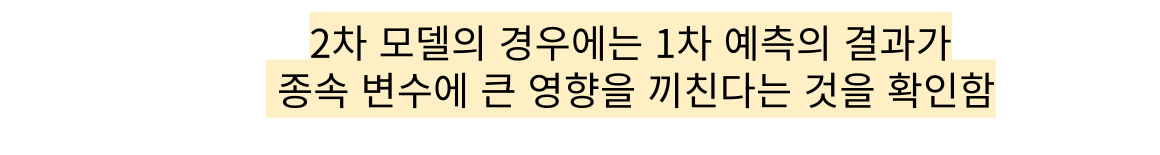 2차 모델의 경우에는 1차 예측의 결과가
종속 변수에 큰 영향을 끼친다는 것을 확인함